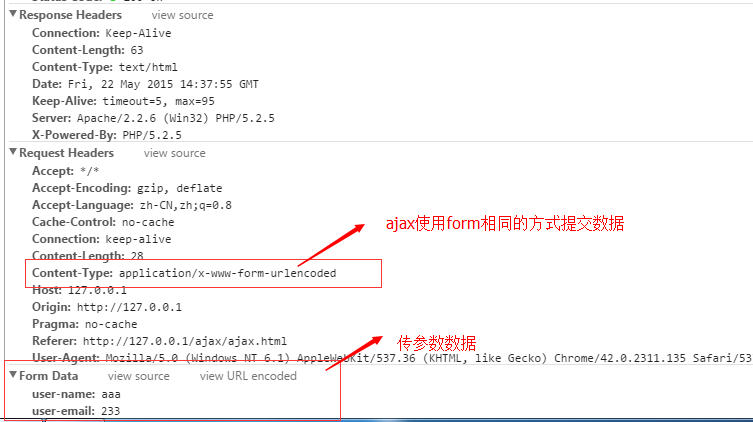 Response Headers view source
Connection: Keep-Alive
Content-Length: 63
Content-Type: text/html
Date: Fri, 22 May 2015 14:37:55 GMT
Keep-Alive: timeout=5, max=95
Server: Apache/2.2.6 (Win32) PHP/5.2.5
X-Powered-By: PHP/5.2.5
Request Headers view source
Accept: */*
Accept-Encoding: gzip, deflate
Accept-Language: zh-CN,zh;q=0.8
Cache-Control: no-cache
ajax使用form相同的方式提交数据
Connection: keep-alive
Content-Length: 28
Content-Type: application/x-www-form-urlencoded
Host: 127.0.0.1
Origin: http://127.0.0.1
Pragma: no-cache
Referer: http://127.0.0.1/ajax/ajax.html
传参数数据
User-Agent: Mozilla/5.0 (Windows NT 6.1) AppleWebKit/537.36 (KHTML, like Gecko) Chrome/42.0.2311.135 Safari/53
Form Data view source view URL encoded
user-name: aaa
user-email: 233